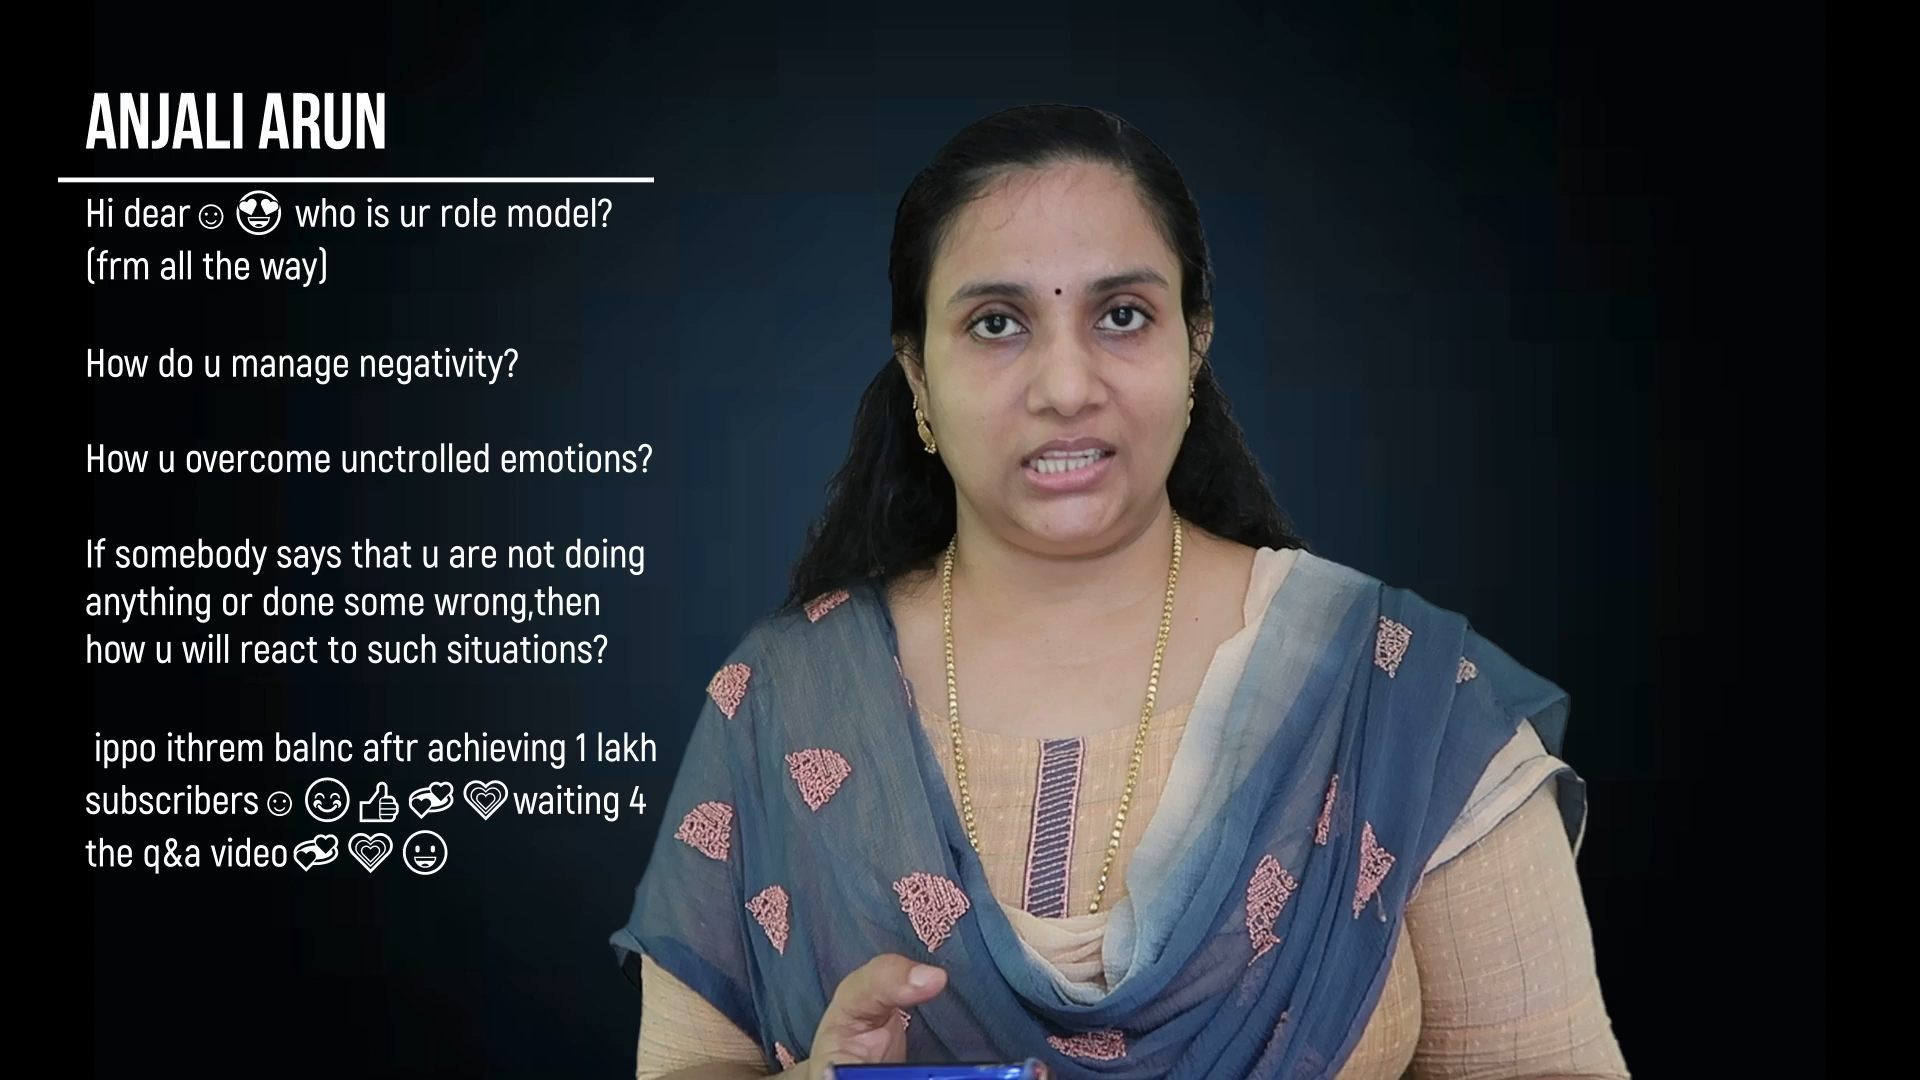 ANJALI ARUN
Hi dear☺😍 who is ur role model?
(frm all the way)
How do u manage negativity?
How u overcome unctrolled emotions?
If somebody says that u are not doing
anything or done some wrong,then
how u will react to such situations?
ippo ithrem balnc aftr achieving 1 lakh
subscribers☺😊👍💞💗waiting 4
the q&a video💞💗😃